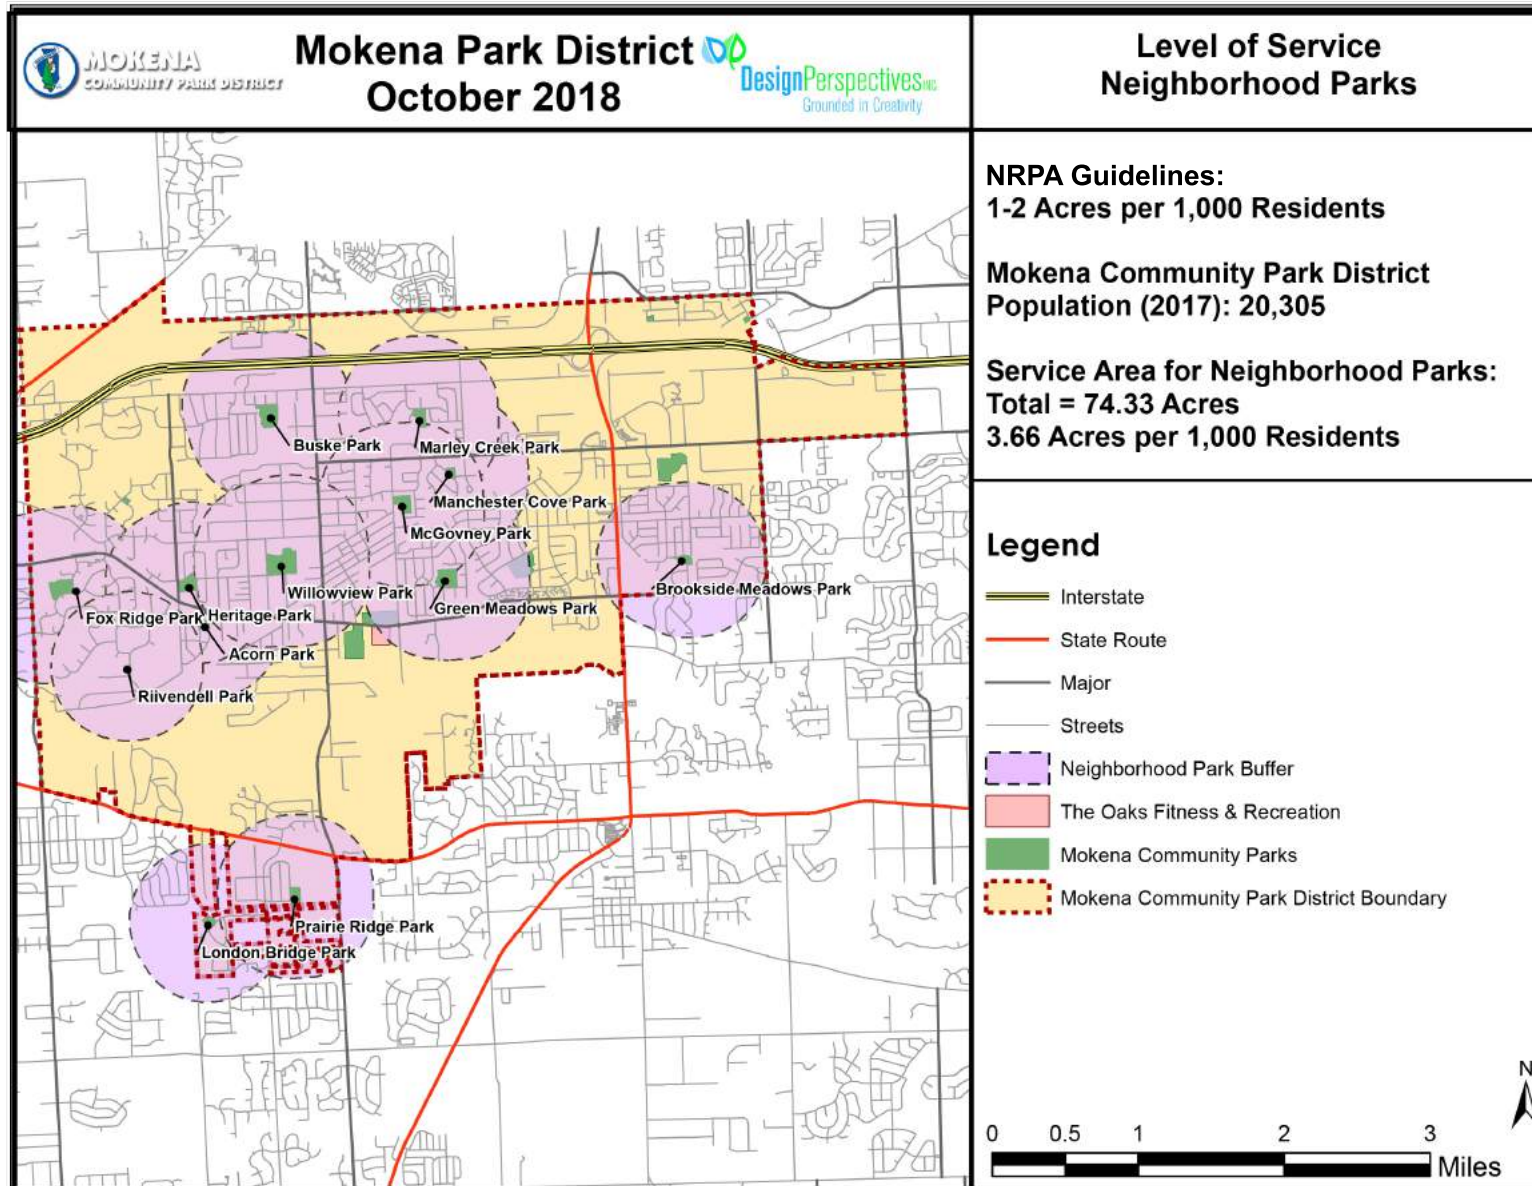 MOKENA
COMMUNITY PARK DISTRICT
Mokena Park District
October 2018
DesignPerspectives INC.
Grounded in Creativity
Level of Service
Neighborhood Parks
NRPA Guidelines:
1-2 Acres per 1,000 Residents
Mokena Community Park District
Population (2017): 20,305
Service Area for Neighborhood Parks:
Total = 74.33 Acres
3.66 Acres per 1,000 Residents
Buske Park
Marley Creek Park
Manchester Cove Park
McGovney Park
Willowview Park
Brookside Meadows Park
Green Meadows Park
Fox Ridge Park
Heritage Park
Acorn Park
Riivendell Park
Prairie Ridge Park
London Bridge Park
Legend
Interstate
State Route
Major
Streets
Neighborhood Park Buffer
The Oaks Fitness & Recreation
Mokena Community Parks
Mokena Community Park District Boundary
N
0 0.5 1 2 3
Miles